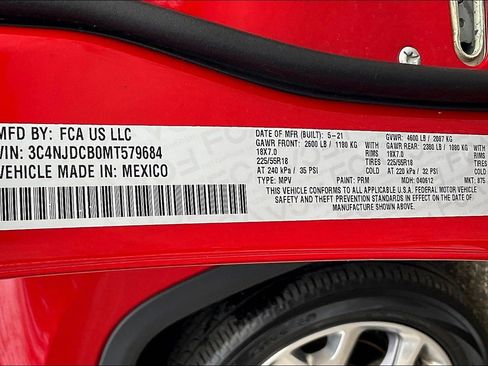 MFD BY: FCA US LLC
VIN: 3C4NJDCB0MT579684
VEHICLE MADE IN: MEXICO
DATE OF MFR (BUILT): 5-21 GVWR: 4600 LB / 2087 KG
GAWR FRONT: 2600 LB / 1180 KG WITH GAWR REAR: 2380 LB / 1080 KG WITH
18X7.0 RIMS 18X7.0 RIMS
225/55R18 TIRES 225/55R18 TIRES
AT 240 kPa / 35 PSI COLD AT 220 kPa / 32 PSI COLD
TYPE: MPV PAINT: PRM MDH: 040612 MKT: 875
THIS VEHICLE CONFORMS TO ALL APPLICABLE U.S.A. FEDERAL MOTOR VEHICLE
SAFETY AND THEFT PREVENTION STANDARDS IN EFFECT ON THE DATE OF
MANUFACTURE SHOWN ABOVE.